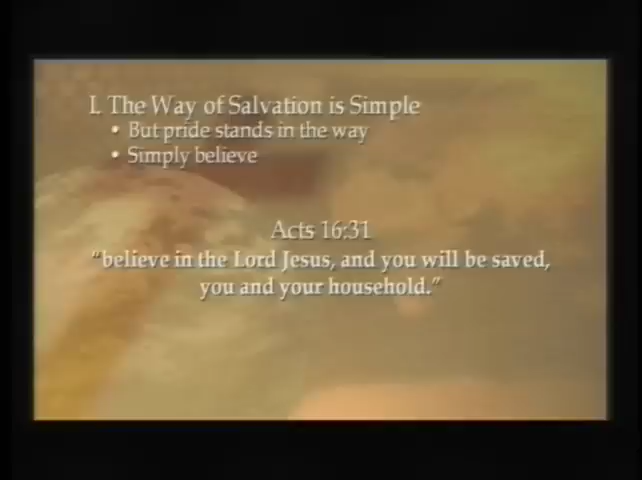 I. The Way of Salvation is Simple
• But pride stands in the way
• Simply believe
Acts 16:31
“believe in the Lord Jesus, and you will be saved,
you and your household.”